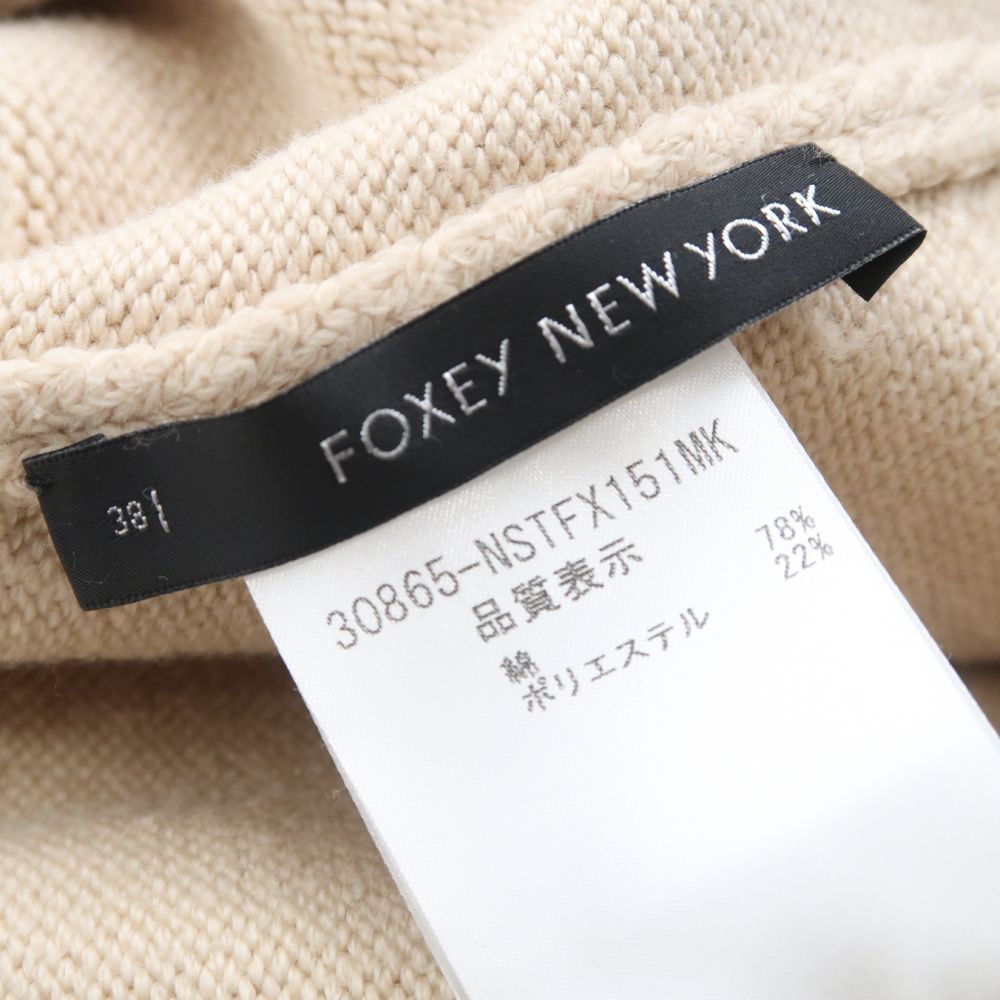 FOXEY NEW YORK
38
30865-NSTFX151MK
品質表示
綿 78%
ポリエステル 22%